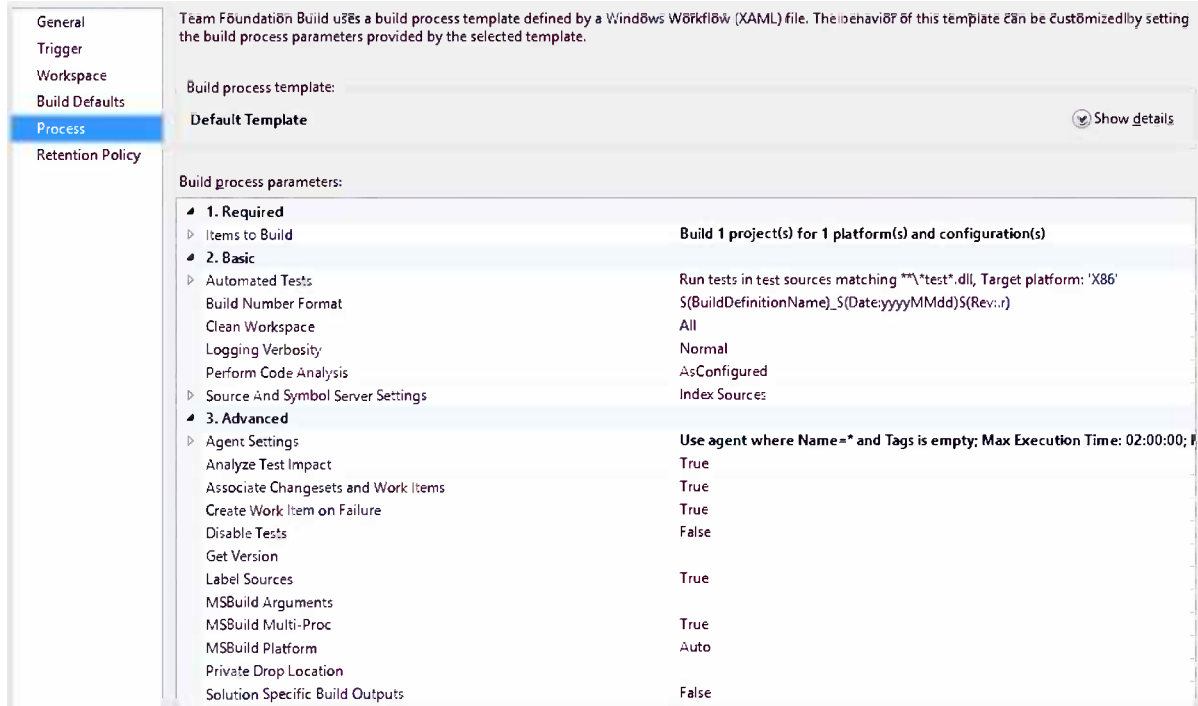 General
Trigger
Workspace
Build Defaults
Process
Retention Policy
Team Foundation Build uses a build process template defined by a Windows Workflow (XAML) file. The behavior of this template can be customized by setting
the build process parameters provided by the selected template.
Build process template:
Default Template
Show details
Build process parameters:
1. Required
Items to Build Build 1 project(s) for 1 platform(s) and configuration(s)
2. Basic
Automated Tests Run tests in test sources matching **\*test*.dll, Target platform: 'X86'
Build Number Format $(BuildDefinitionName)_$(Date:yyyyMMdd)$(Rev:.r)
Clean Workspace All
Logging Verbosity Normal
Perform Code Analysis AsConfigured
Source And Symbol Server Settings Index Sources
3. Advanced
Agent Settings Use agent where Name=* and Tags is empty; Max Execution Time: 02:00:00;
Analyze Test Impact True
Associate Changesets and Work Items True
Create Work Item on Failure True
Disable Tests False
Get Version
Label Sources True
MSBuild Arguments
MSBuild Multi-Proc True
MSBuild Platform Auto
Private Drop Location
Solution Specific Build Outputs False